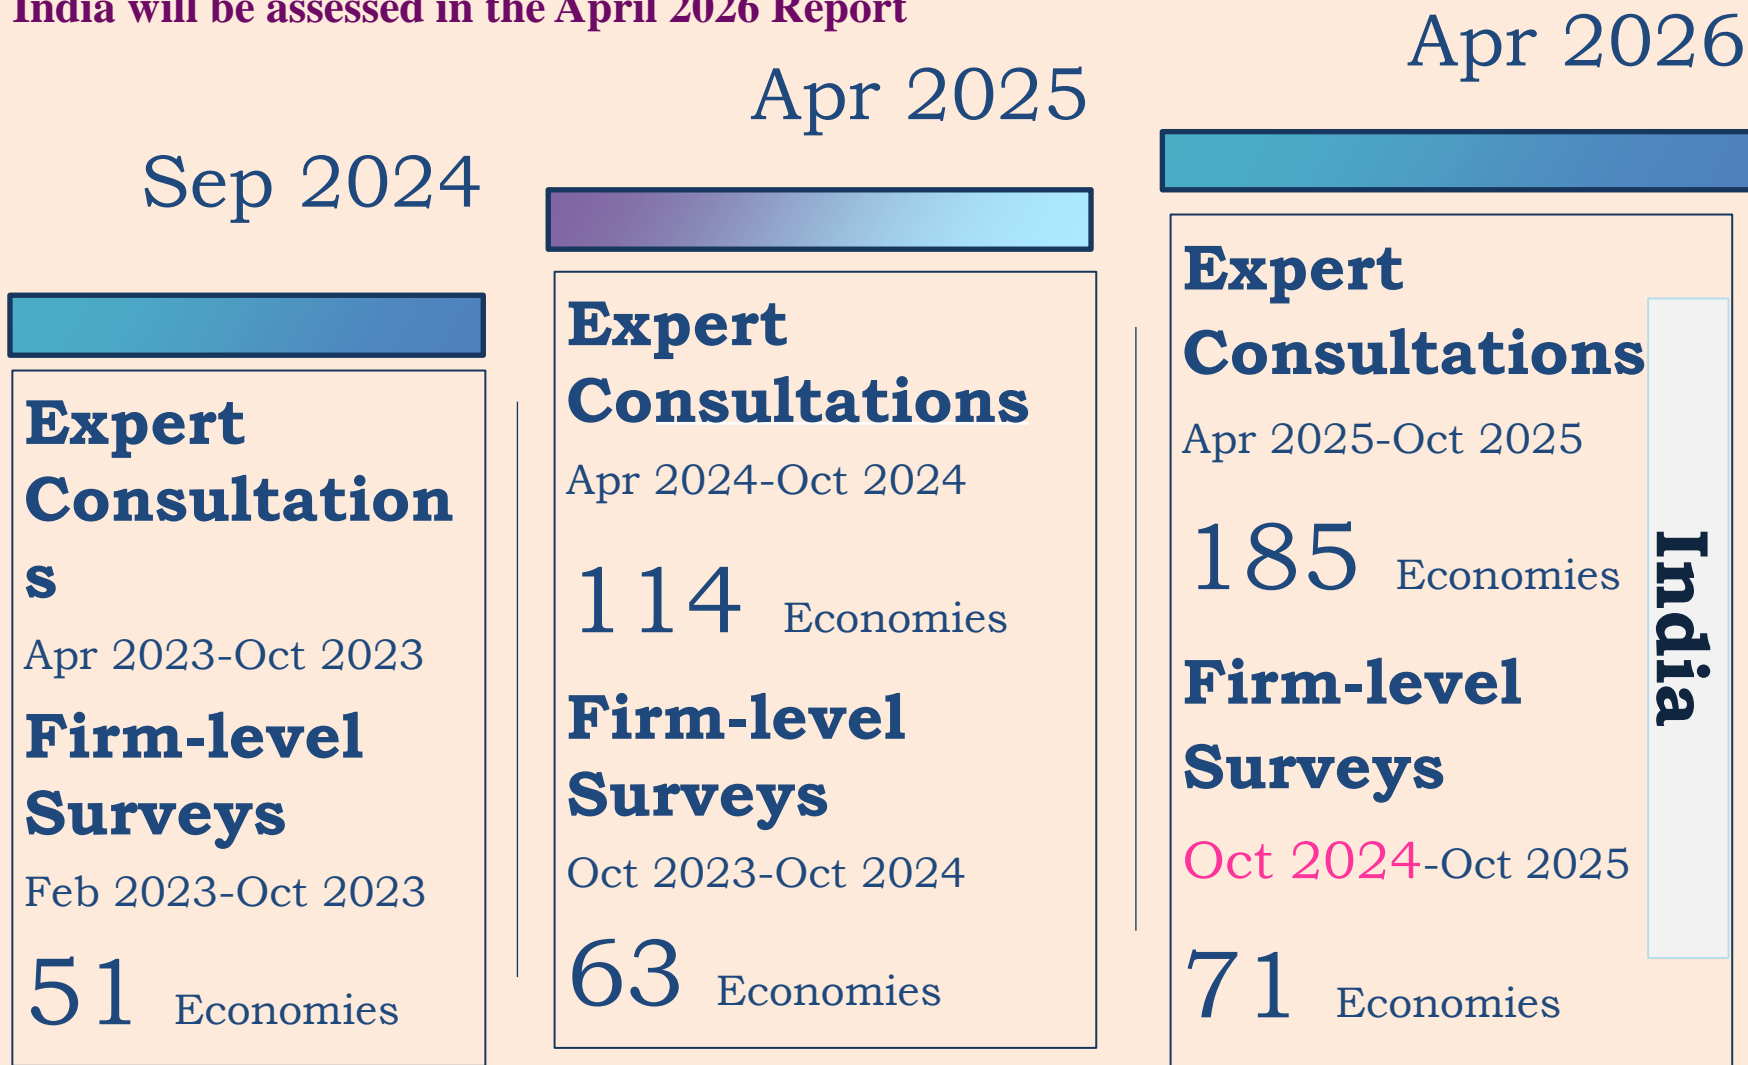 India will be assessed in the April 2026 Report
Sep 2024
Expert
Consultation
s
Apr 2023-Oct 2023
Firm-level
Surveys
Feb 2023-Oct 2023
51 Economies
Apr 2025
Expert
Consultations
Apr 2024-Oct 2024
114 Economies
Firm-level
Surveys
Oct 2023-Oct 2024
63 Economies
Apr 2026
Expert
Consultations
Apr 2025-Oct 2025
185 Economies
Firm-level
Surveys
Oct 2024-Oct 2025
71 Economies
India